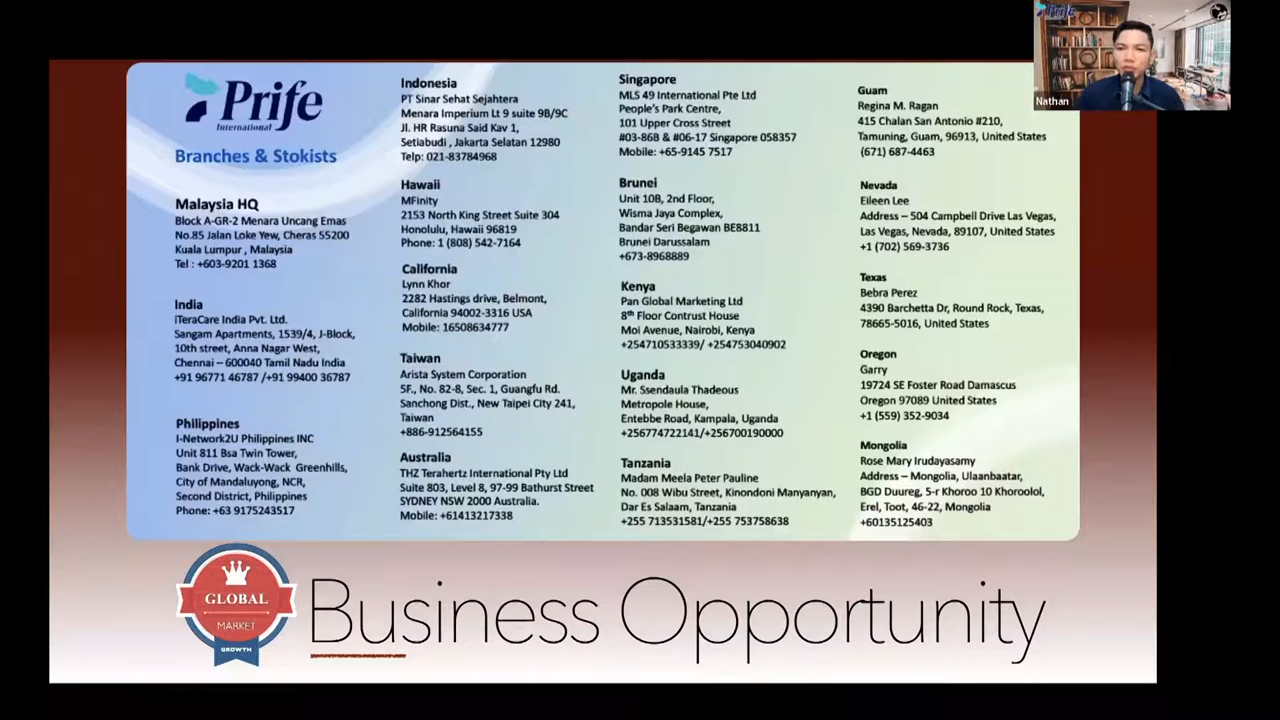 Prife
International
Branches & Stokists
Malaysia HQ
Block A-GR-2 Menara Uncang Emas
No.85 Jalan Loke Yew, Cheras 55200
Kuala Lumpur , Malaysia
Tel : +603-9201 1368
India
iTeraCare India Pvt. Ltd.
Sangam Apartments, 1539/4, J-Block,
10th street, Anna Nagar West,
Chennai – 600040 Tamil Nadu India
+91 96771 46787 /+91 99400 36787
Philippines
I-Network2U Philippines INC
Unit 811 Bsa Twin Tower,
Bank Drive, Wack-Wack Greenhills,
City of Mandaluyong, NCR,
Second District, Philippines
Phone: +63 9175243517
Indonesia
PT Sinar Sehat Sejahtera
Menara Imperium Lt 9 suite 9B/9C
Jl. HR Rasuna Said Kav 1,
Setiabudi , Jakarta Selatan 12980
Telp: 021-83784968
Hawaii
MFinity
2153 North King Street Suite 304
Honolulu, Hawaii 96819
Phone: 1 (808) 542-7164
California
Lynn Khor
2282 Hastings drive, Belmont,
California 94002-3316 USA
Mobile: 16508634777
Taiwan
Arista System Corporation
5F., No. 82-8, Sec. 1, Guangfu Rd.
Sanchong Dist., New Taipei City 241,
Taiwan
+886-912564155
Australia
THZ Terahertz International Pty Ltd
Suite 803, Level 8, 97-99 Bathurst Street
SYDNEY NSW 2000 Australia.
Mobile: +61413217338
Singapore
MLS 49 International Pte Ltd
People's Park Centre,
101 Upper Cross Street
#03-86B & #06-17 Singapore 058357
Mobile: +65-9145 7517
Brunei
Unit 10B, 2nd Floor,
Wisma Jaya Complex,
Bandar Seri Begawan BE8811
Brunei Darussalam
+673-8968889
Kenya
Pan Global Marketing Ltd
8th Floor Contrust House
Moi Avenue, Nairobi, Kenya
+254710533339/ +254753040902
Uganda
Mr. Ssendaula Thadeous
Metropole House,
Entebbe Road, Kampala, Uganda
+256774722141/+256700190000
Tanzania
Madam Meela Peter Pauline
No. 008 Wibu Street, Kinondoni Manyanyan,
Dar Es Salaam, Tanzania
+255 713531581/+255 753758638
Guam
Regina M. Ragan
415 Chalan San Antonio #210,
Tamuning, Guam, 96913, United States
(671) 687-4463
Nevada
Eileen Lee
Address – 504 Campbell Drive Las Vegas,
Las Vegas, Nevada, 89107, United States
+1 (702) 569-3736
Texas
Bebra Perez
4390 Barchetta Dr, Round Rock, Texas,
78665-5016, United States
Oregon
Garry
19724 SE Foster Road Damascus
Oregon 97089 United States
+1 (559) 352-9034
Mongolia
Rose Mary Irudayasamy
Address – Mongolia, Ulaanbaatar,
BGD Duureg, 5-r Khoroo 10 Khoroolol,
Erel, Toot, 46-22, Mongolia
+60135125403
Prife
Nathan
GLOBAL
MARKET
GROWTH
Business Opportunity